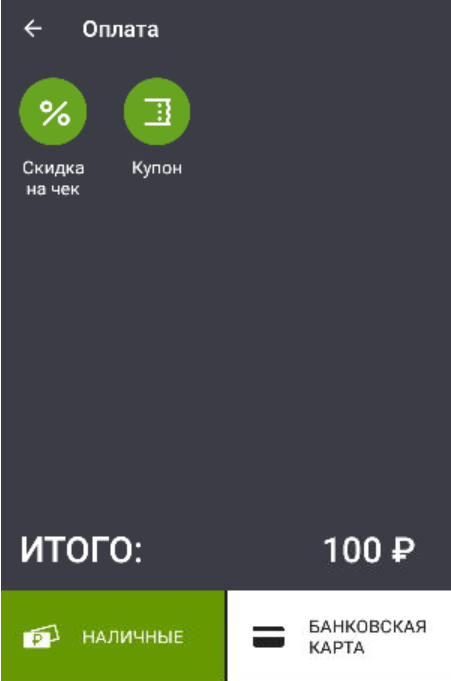 Оплата
Скидка
на чек
Купон
ИТОГО: 100 ₽
НАЛИЧНЫЕ
БАНКОВСКАЯ
КАРТА